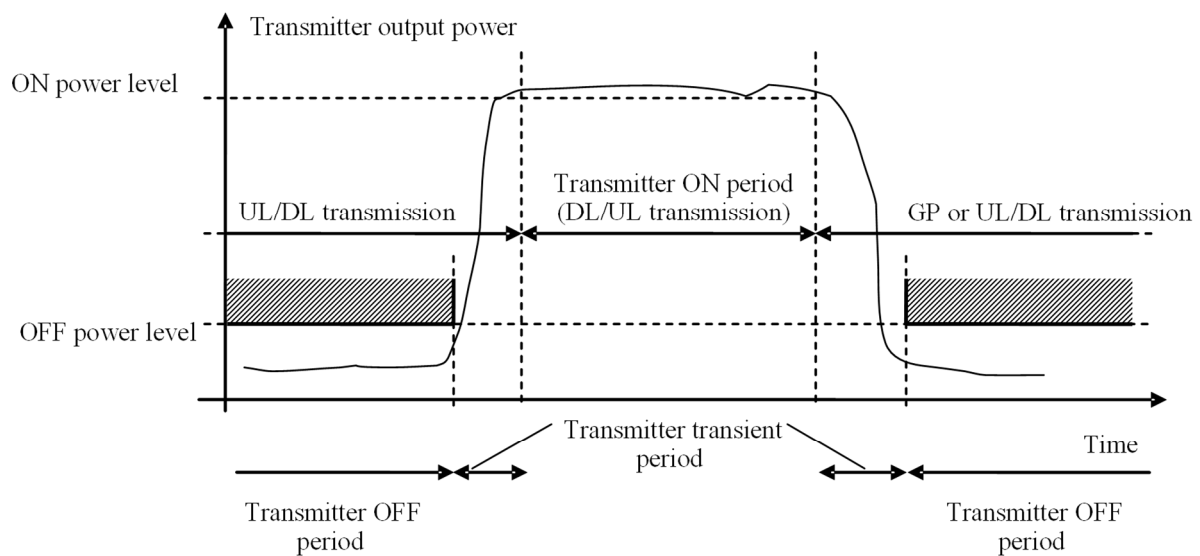 Transmitter output power
ON power level
Transmitter ON period
(DL/UL transmission)
UL/DL transmission
GP or UL/DL transmission
OFF power level
Transmitter transient
period
Time
Transmitter OFF
period
Transmitter OFF
period